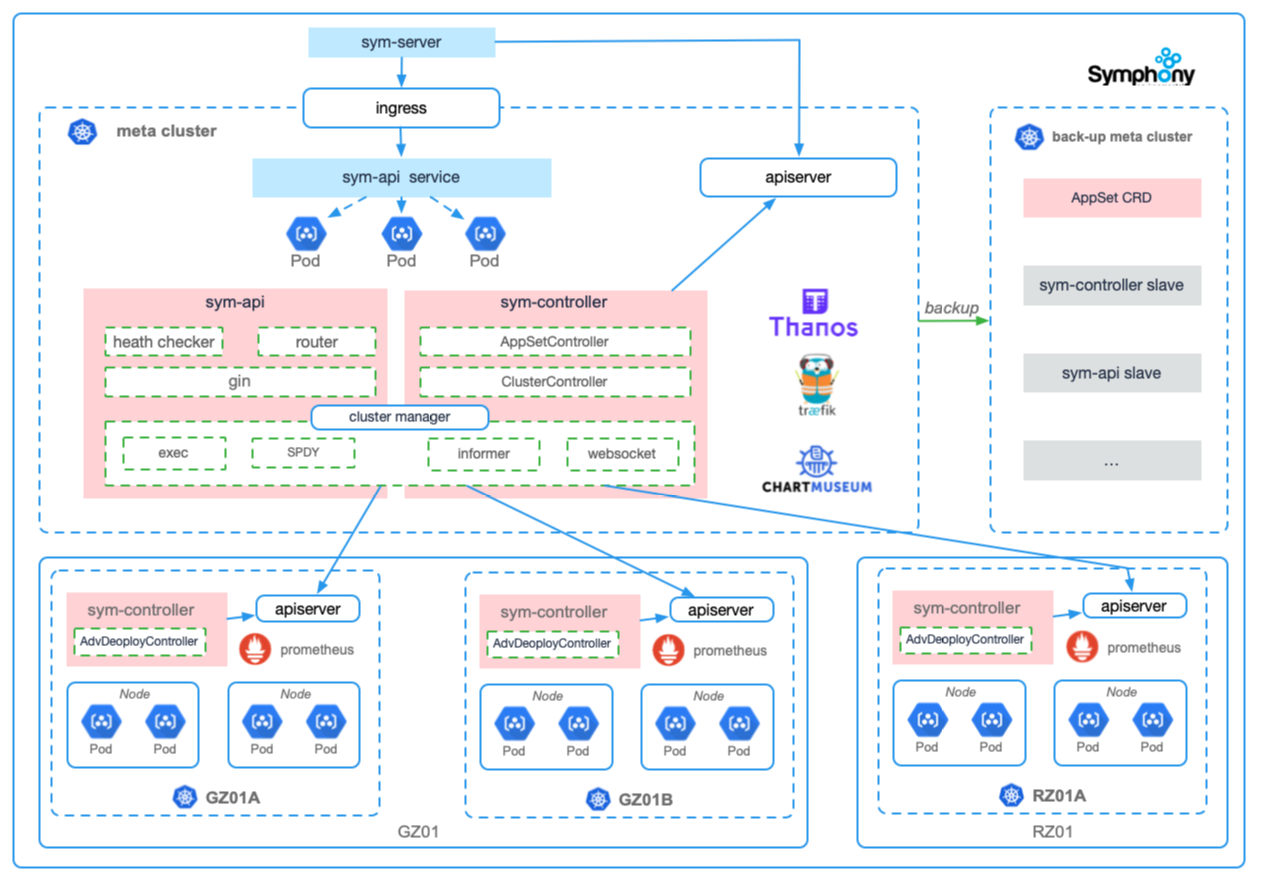 sym-server
Symphony
ingress
meta cluster
back-up meta cluster
sym-api service
apiserver
AppSet CRD
Pod
Pod
Pod
sym-api
sym-controller
sym-controller slave
backup
Thanos
heath checker
router
AppSetController
gin
ClusterController
sym-api slave
træfik
cluster manager
exec
SPDY
informer
websocket
...
CHARTMUSEUM
sym-controller
apiserver
AdvDeoployController
prometheus
Node
Node
Pod
Pod
Pod
Pod
GZ01A
sym-controller
apiserver
AdvDeoployController
prometheus
Node
Node
Pod
Pod
Pod
Pod
GZ01B
GZ01
sym-controller
apiserver
AdvDeoployController
prometheus
Node
Node
Pod
Pod
Pod
Pod
RZ01A
RZ01